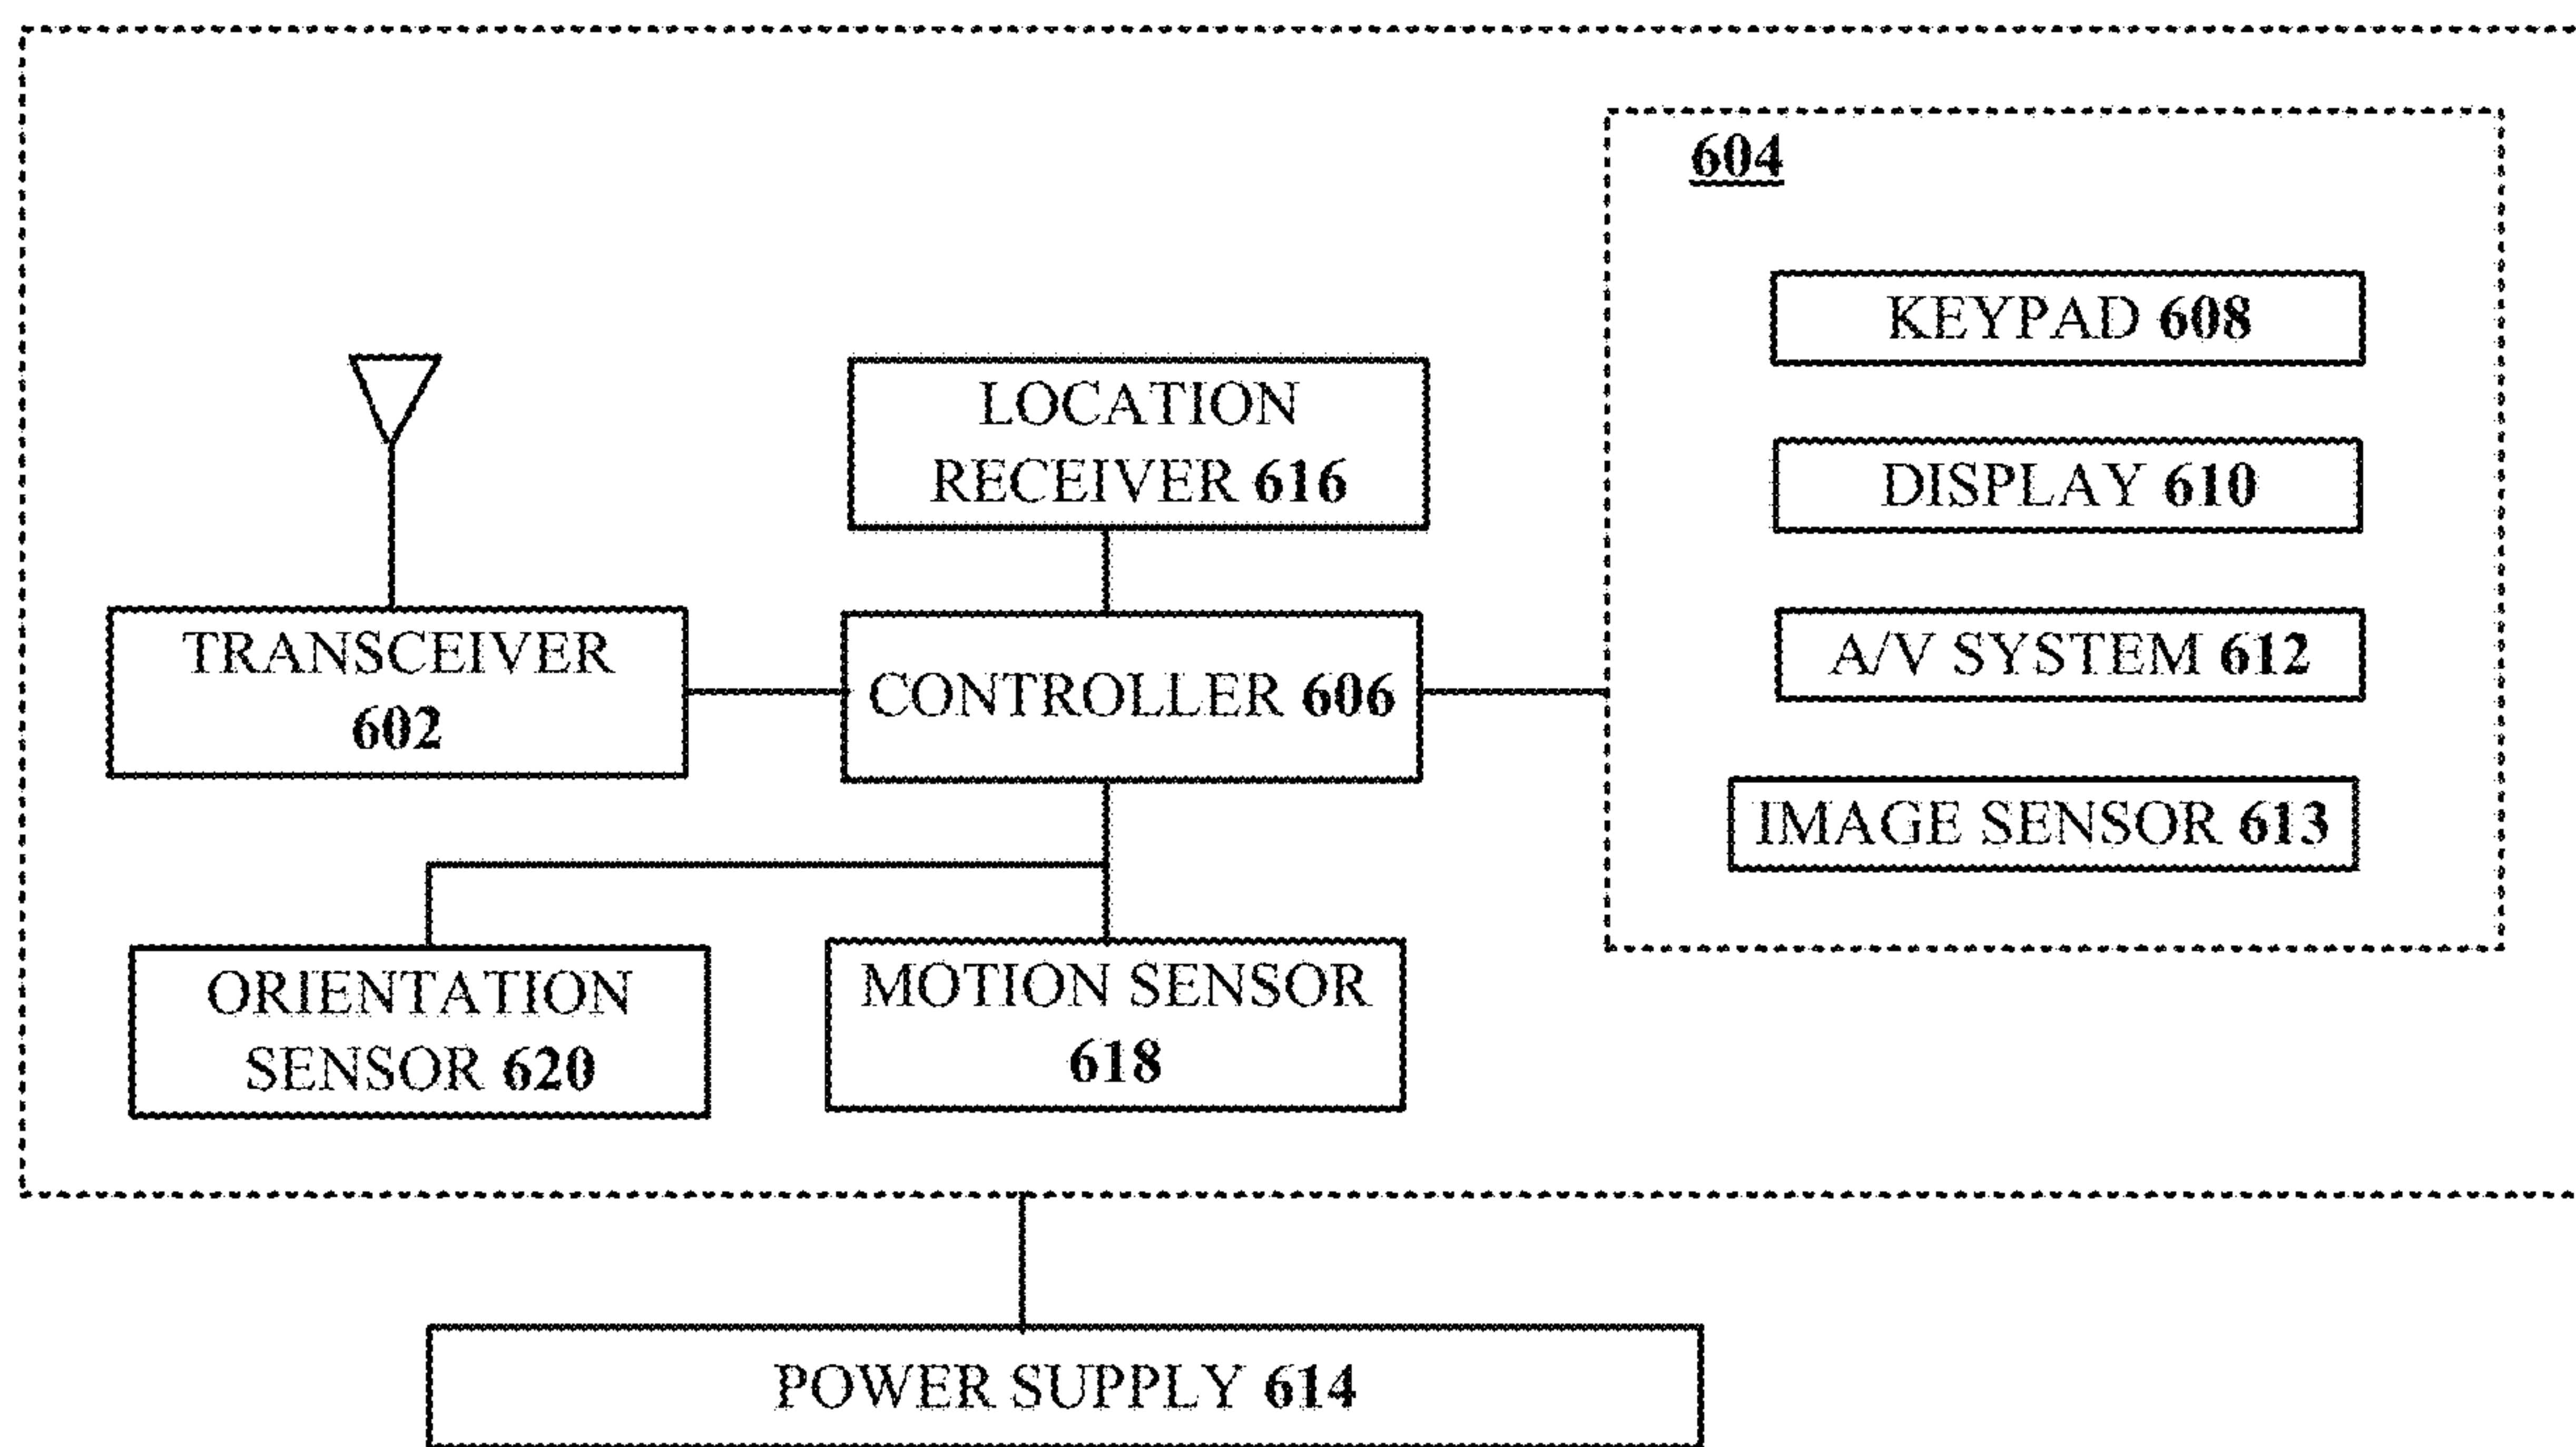 604
KEYPAD 608
LOCATION
RECEIVER 616
DISPLAY 610
TRANSCEIVER
602
CONTROLLER 606
A/V SYSTEM 612
IMAGE SENSOR 613
ORIENTATION
SENSOR 620
MOTION SENSOR
618
POWER SUPPLY 614